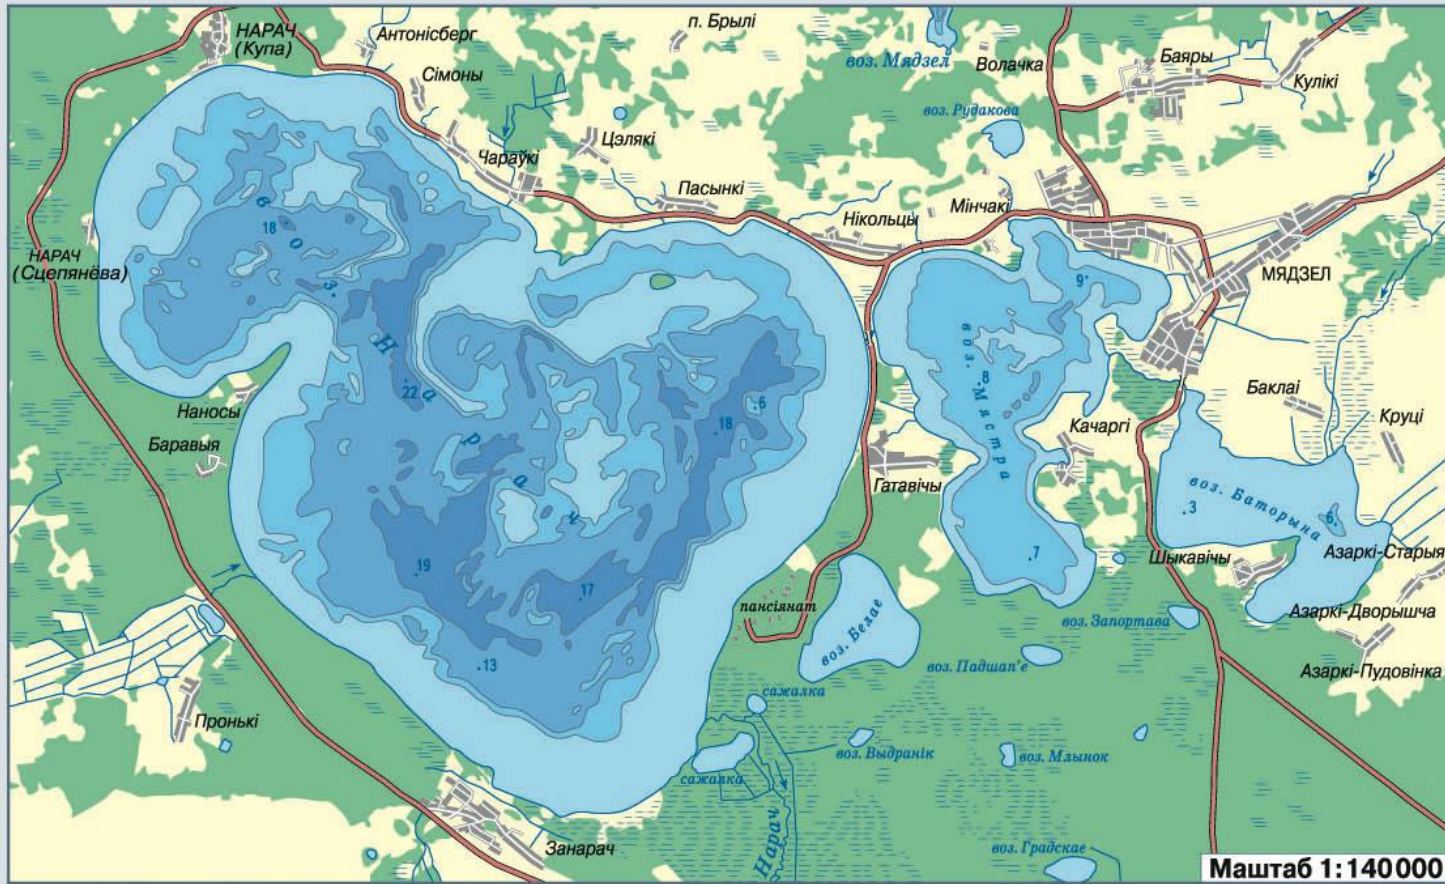 НАРАЧ
(Купа)
Антонісберг
п. Брылі
воз. Мядзел
Волачка
Баяры
Кулікі
Сімоны
воз. Рудакова
Цэлякі
Чараўкі
Пасынкі
Нікольцы
Мінчакі
МЯДЗЕЛ
НАРАЧ
(Сцепянёва)
воз. Нарач
18
22
6
18
19
17
13
воз. Мястра
9
8
7
Наносы
Баравыя
Гатавічы
Качаргі
Баклаі
Круці
воз. Баторына
3
6
Шыкавічы
Азаркі-Старыя
Азаркі-Дворышча
Азаркі-Пудовінка
пансіянат
воз. Белае
воз. Запортава
воз. Падшап'е
сажалка
воз. Выдранік
воз. Млынок
сажалка
Пронькі
Занарач
Нарач
воз. Градскае
Маштаб 1:140 000